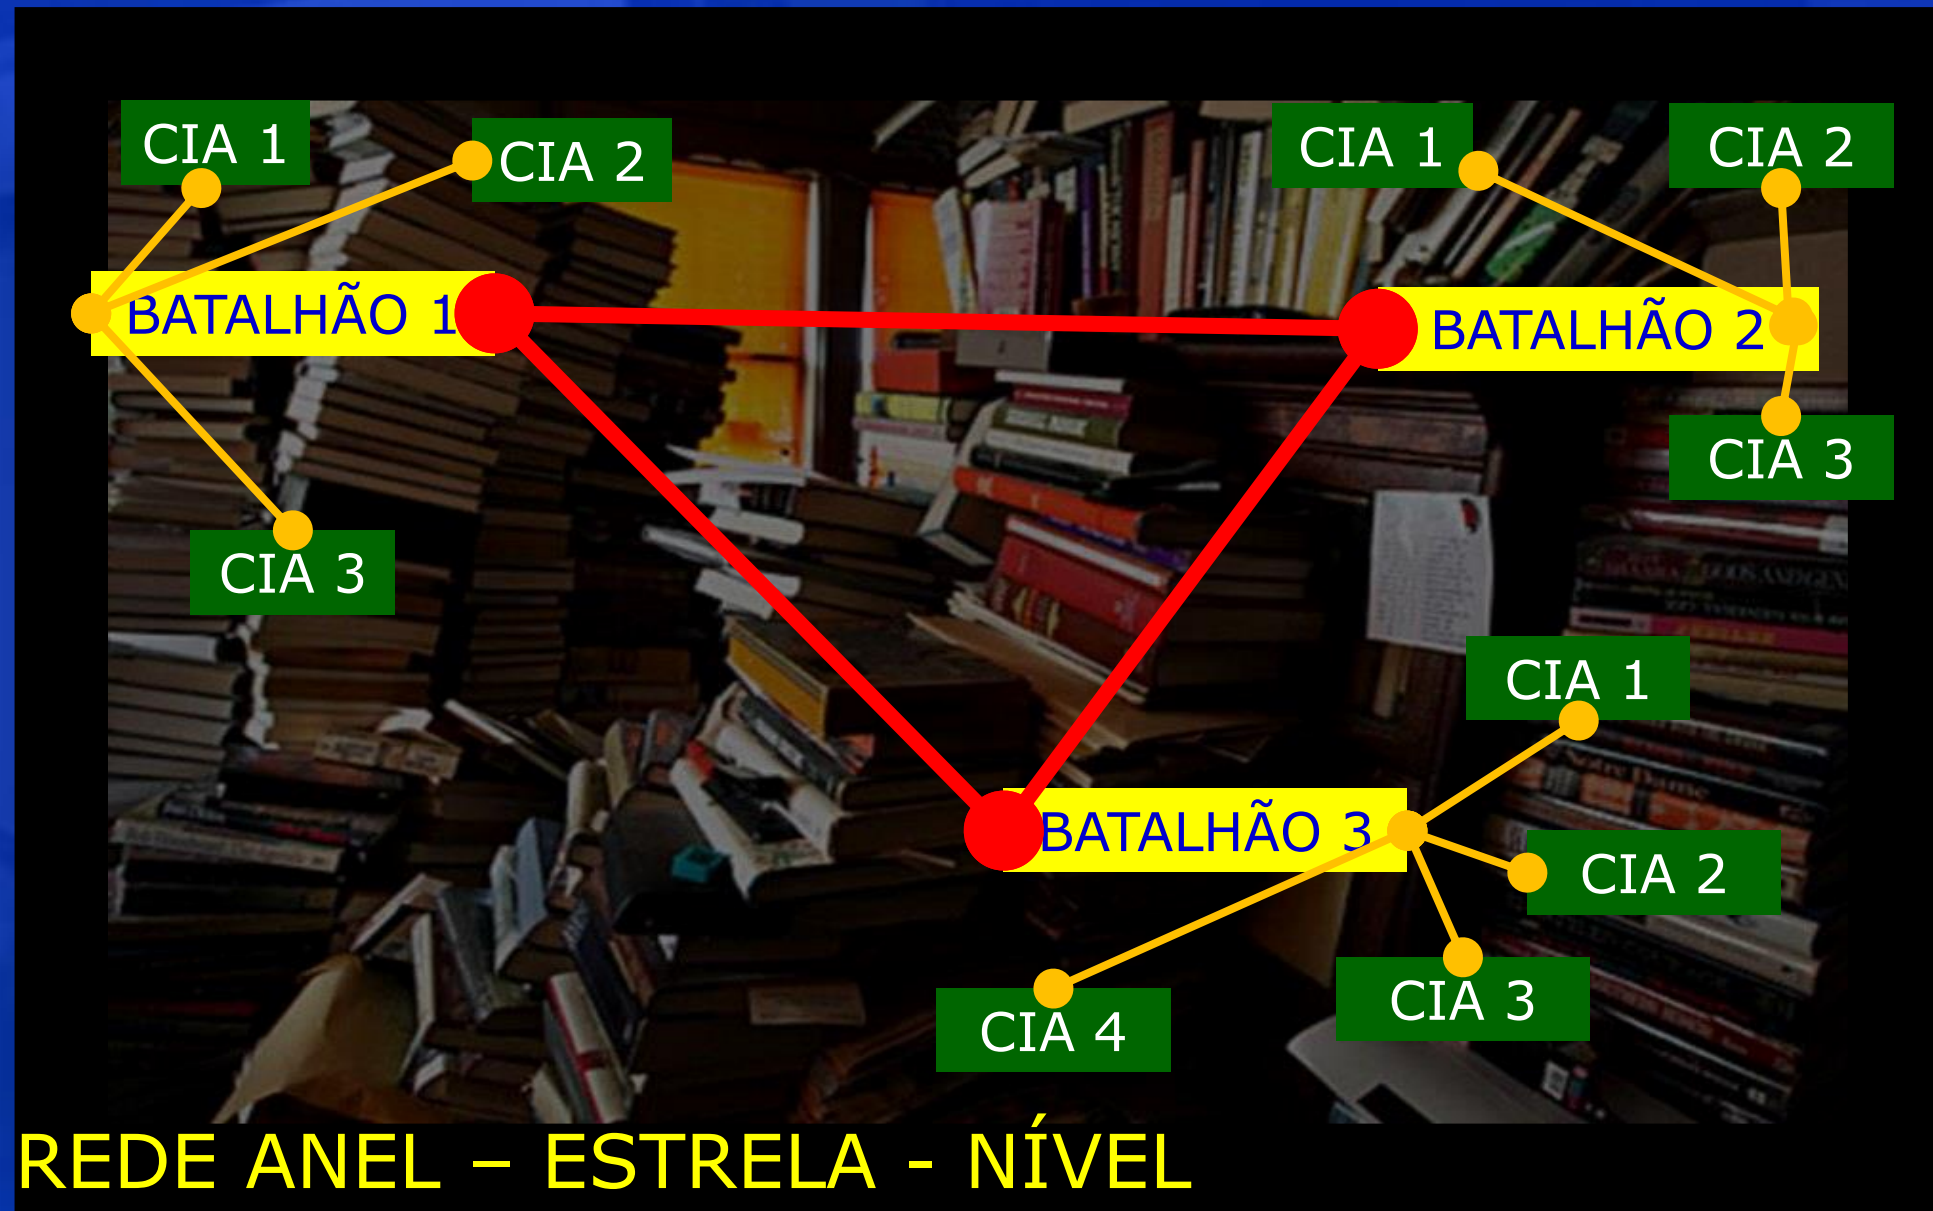 CIA 1
CIA 2
CIA 1
CIA 2
BATALHÃO 1
BATALHÃO 2
CIA 3
CIA 3
CIA 1
BATALHÃO 3
CIA 2
CIA 3
CIA 4
REDE ANEL – ESTRELA - NÍVEL